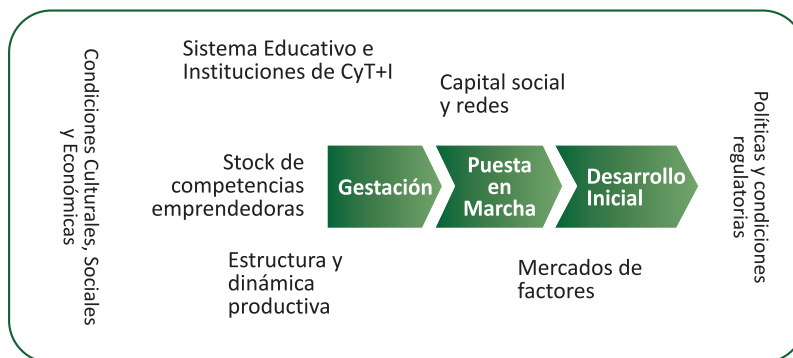 Condiciones Culturales, Sociales
y Económicas
Sistema Educativo e
Instituciones de CyT+I
Capital social
y redes
Stock de
competencias
emprendedoras
Gestación
Puesta
en
Marcha
Desarrollo
Inicial
Estructura y
dinámica
productiva
Mercados de
factores
Políticas y condiciones
regulatorias